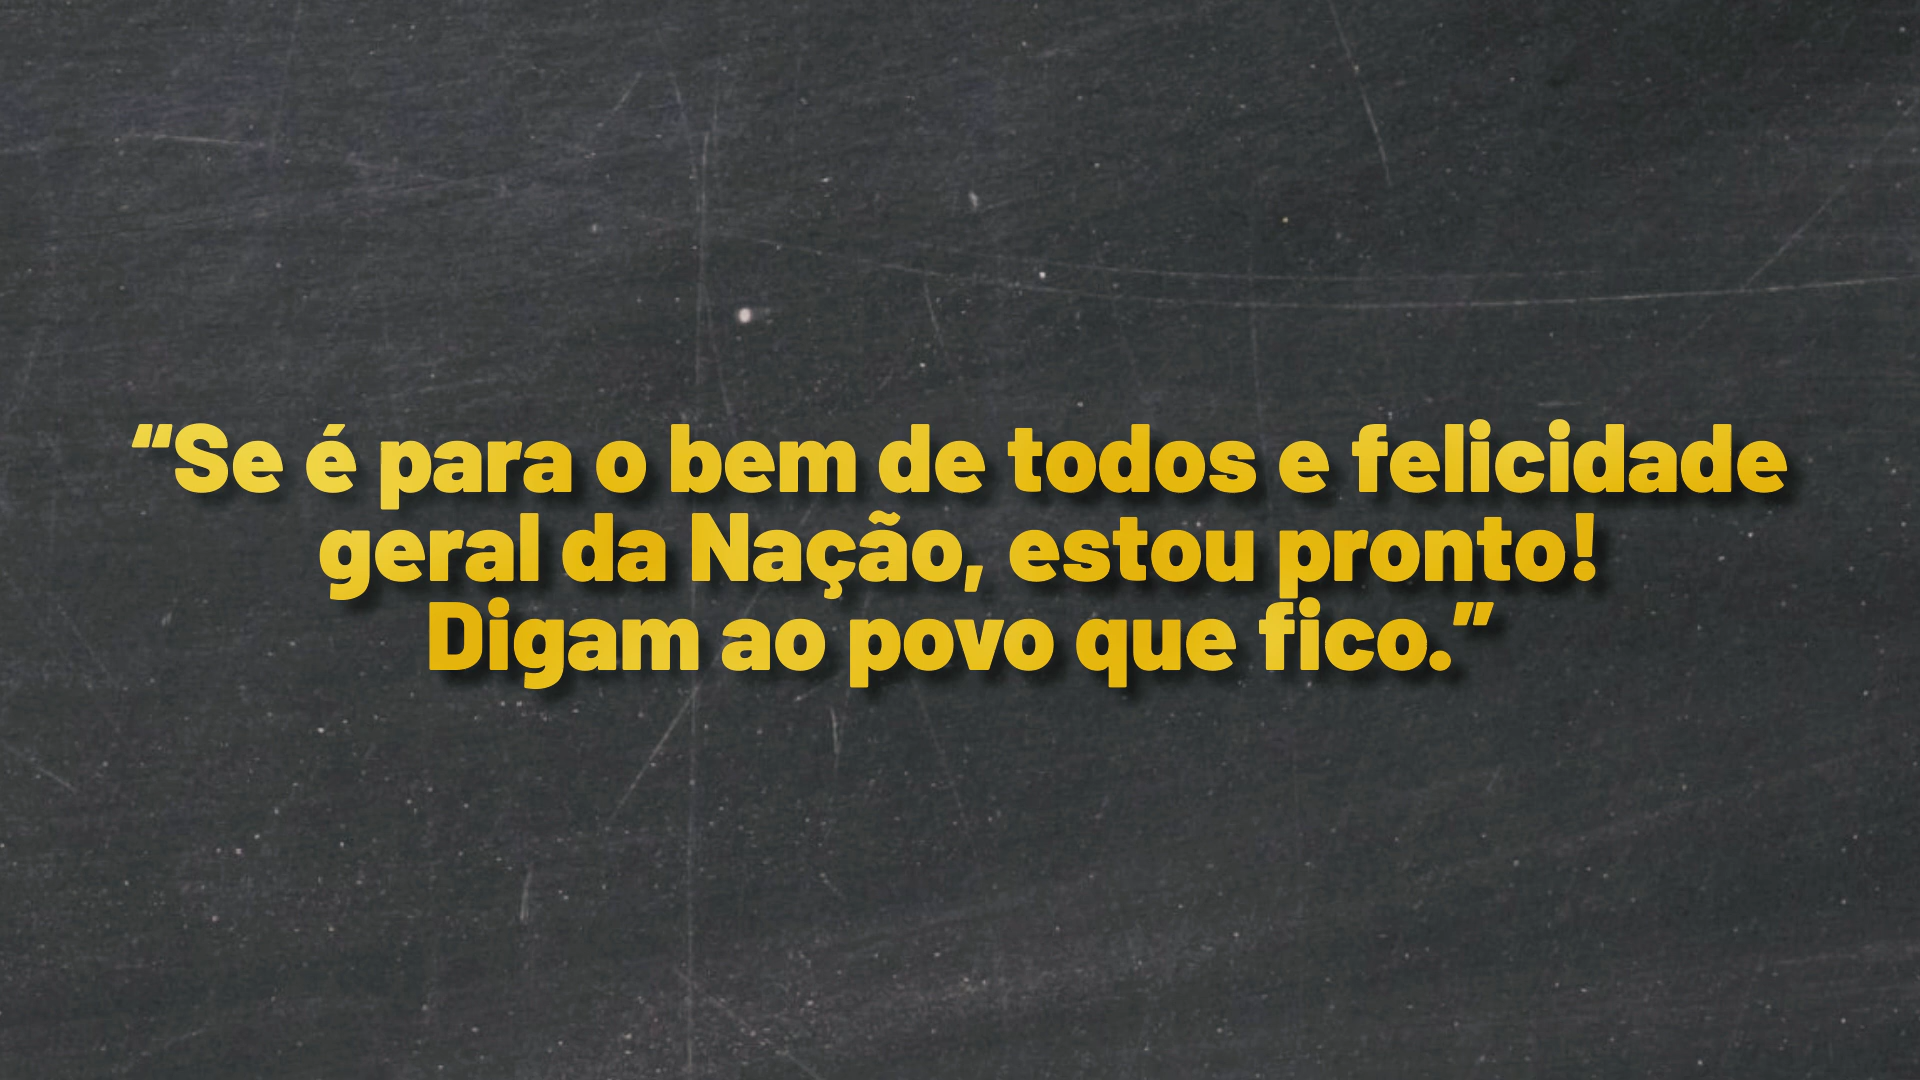 “Se é para o bem de todos e felicidade
geral da Nação, estou pronto!
Digam ao povo que fico.”